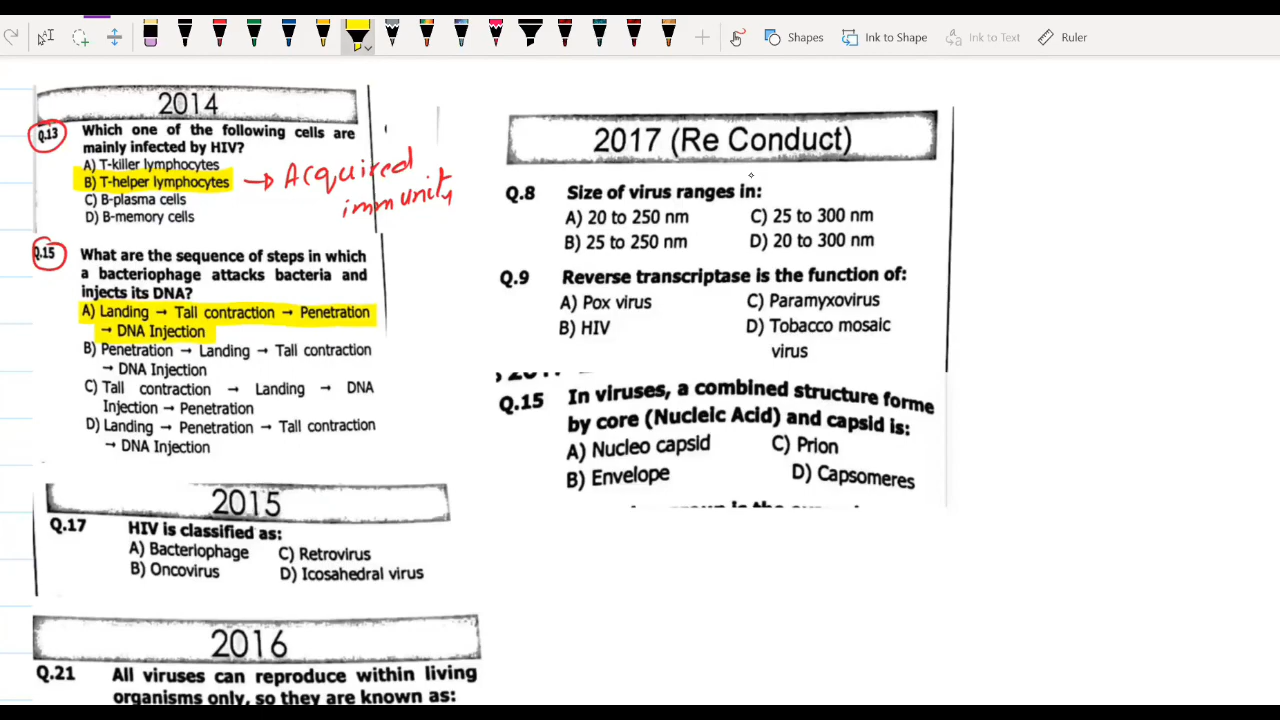 Shapes
Ink to Shape
Ink to Text
Ruler
2014
Q.13 Which one of the following cells are
mainly infected by HIV?
A) T-killer lymphocytes
B) T-helper lymphocytes → Acquired
immunity
C) B-plasma cells
D) B-memory cells
Q.15 What are the sequence of steps in which
a bacteriophage attacks bacteria and
injects its DNA?
A) Landing → Tall contraction → Penetration
→ DNA Injection
B) Penetration → Landing → Tall contraction
→ DNA Injection
C) Tall contraction → Landing → DNA
Injection → Penetration
D) Landing → Penetration → Tall contraction
→ DNA Injection
2015
Q.17 HIV is classified as:
A) Bacteriophage C) Retrovirus
B) Oncovirus D) Icosahedral virus
2016
Q.21 All viruses can reproduce within living
organisms only, so they are known as:
2017 (Re Conduct)
Q.8 Size of virus ranges in:
A) 20 to 250 nm C) 25 to 300 nm
B) 25 to 250 nm D) 20 to 300 nm
Q.9 Reverse transcriptase is the function of:
A) Pox virus C) Paramyxovirus
B) HIV D) Tobacco mosaic
virus
Q.15 In viruses, a combined structure forme
by core (Nucleic Acid) and capsid is:
A) Nucleo capsid C) Prion
B) Envelope D) Capsomeres